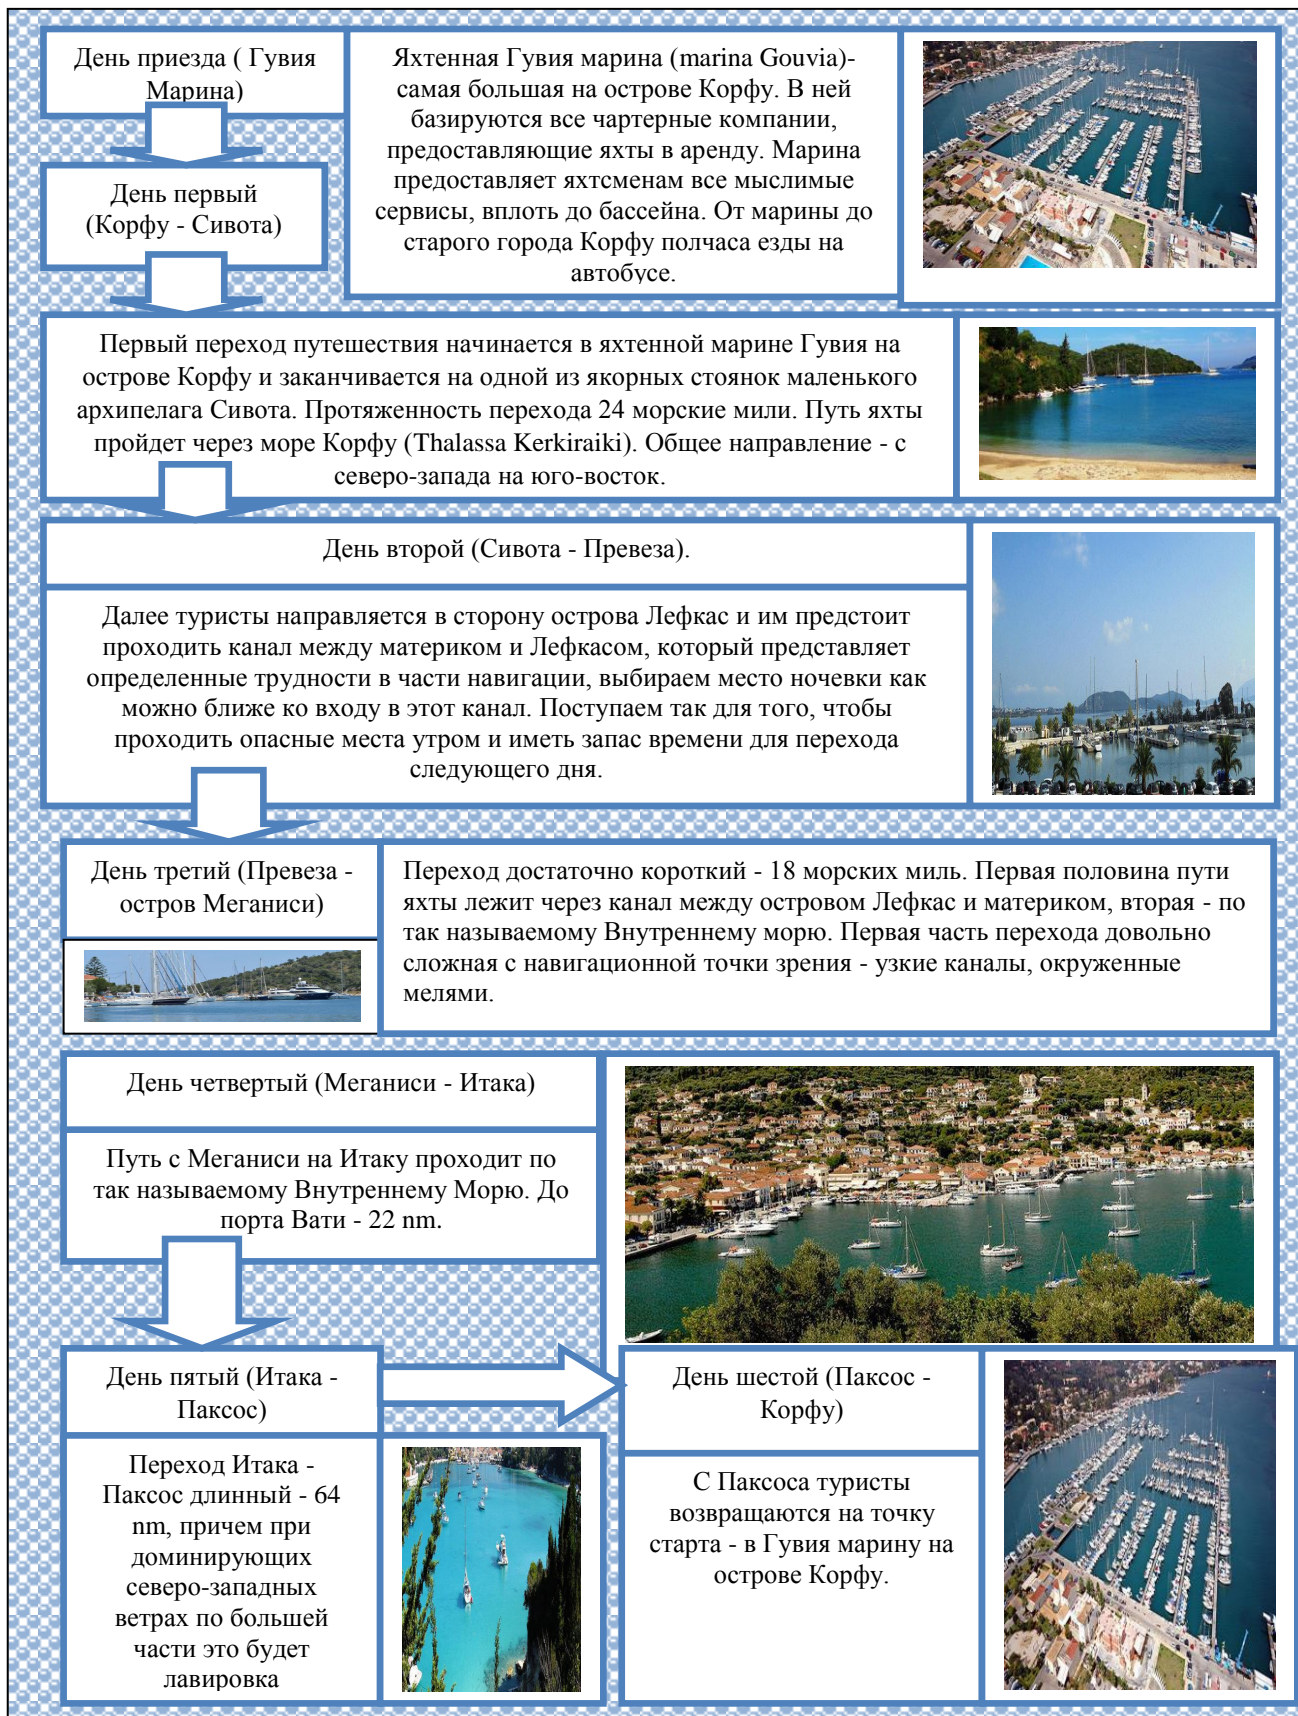 День приезда ( Гувия
Марина)
Яхтенная Гувия марина (marina Gouvia)-
самая большая на острове Корфу. В ней
базируются все чартерные компании,
предоставляющие яхты в аренду. Марина
предоставляет яхтсменам все мыслимые
сервисы, вплоть до бассейна. От марины до
старого города Корфу полчаса езды на
автобусе.
День первый
(Корфу - Сивота)
Первый переход путешествия начинается в яхтенной марине Гувия на
острове Корфу и заканчивается на одной из якорных стоянок маленького
архипелага Сивота. Протяженность перехода 24 морские мили. Путь яхты
пройдет через море Корфу (Thalassa Kerkiraiki). Общее направление - с
северо-запада на юго-восток.
День второй (Сивота - Превеза).
Далее туристы направляется в сторону острова Лефкас и им предстоит
проходить канал между материком и Лефкасом, который представляет
определенные трудности в части навигации, выбираем место ночевки как
можно ближе ко входу в этот канал. Поступаем так для того, чтобы
проходить опасные места утром и иметь запас времени для перехода
следующего дня.
День третий (Превеза -
остров Меганиси)
Переход достаточно короткий - 18 морских миль. Первая половина пути
яхты лежит через канал между островом Лефкас и материком, вторая - по
так называемому Внутреннему морю. Первая часть перехода довольно
сложная с навигационной точки зрения - узкие каналы, окруженные
мелями.
День четвертый (Меганиси - Итака)
Путь с Меганиси на Итаку проходит по
так называемому Внутреннему Морю. До
порта Вати - 22 nm.
День пятый (Итака -
Паксос)
Переход Итака -
Паксос длинный - 64
nm, причем при
доминирующих
северо-западных
ветрах по большей
части это будет
лавировка
День шестой (Паксос -
Корфу)
С Паксоса туристы
возвращаются на точку
старта - в Гувия марину на
острове Корфу.